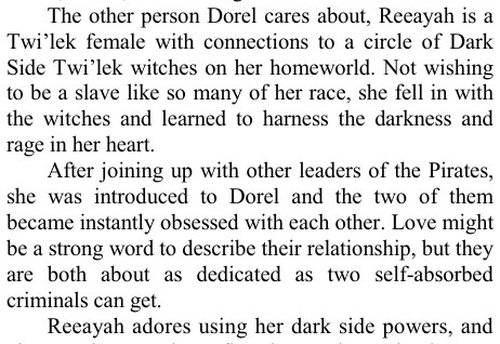 The other person Dorel cares about, Reeayah is a
Twi’lek female with connections to a circle of Dark
Side Twi’lek witches on her homeworld. Not wishing
to be a slave like so many of her race, she fell in with
the witches and learned to harness the darkness and
rage in her heart.
After joining up with other leaders of the Pirates,
she was introduced to Dorel and the two of them
became instantly obsessed with each other. Love might
be a strong word to describe their relationship, but they
are both about as dedicated as two self-absorbed
criminals can get.
Reeayah adores using her dark side powers, and